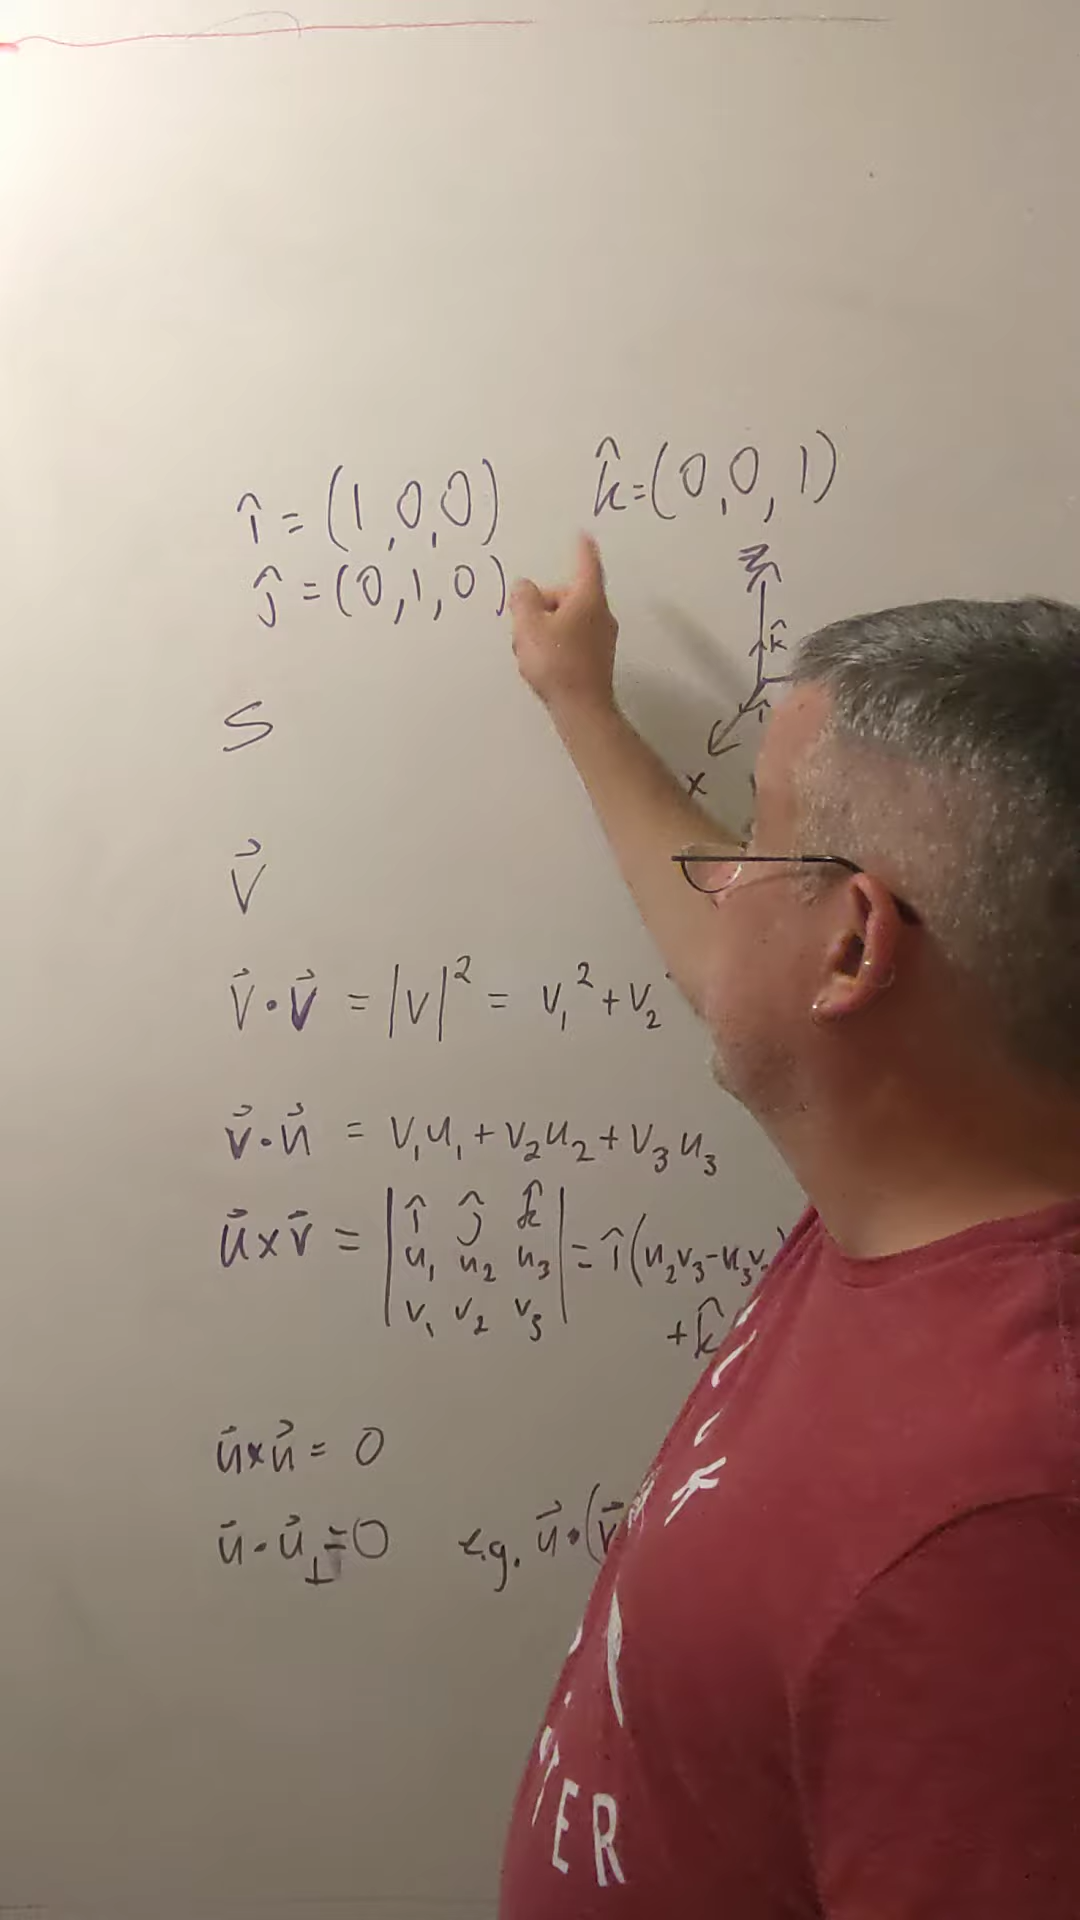 î = (1,0,0) k̂=(0,0,1)
ĵ = (0,1,0)
k̂
î
x
S
v⃗
v⃗·v⃗ = |v|² = v₁² + v₂
v⃗·u⃗ = v₁u₁ + v₂u₂ + v₃u₃
u⃗×v⃗ = | î ĵ k̂ | = î(u₂v₃-u₃v
u₁ u₂ u₃
v₁ v₂ v₃
+k̂
u⃗×u⃗ = 0
u⃗·u⃗⊥=0 e.g. u⃗·(v⃗
TER